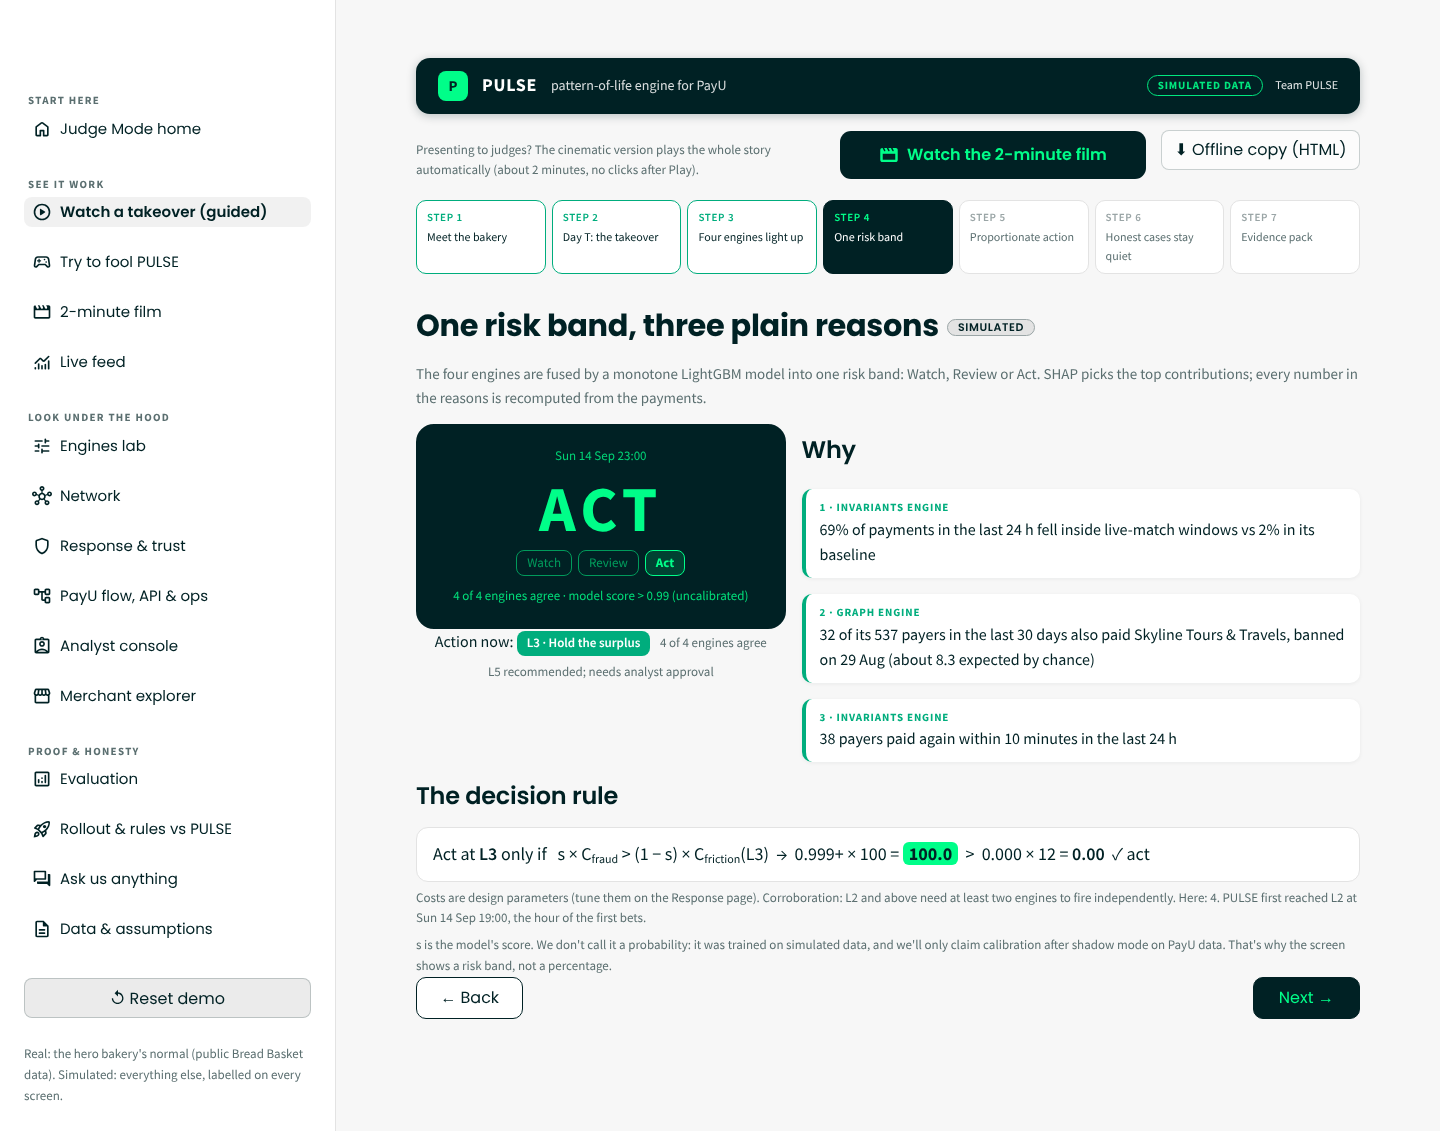 START HERE
Judge Mode home
SEE IT WORK
Watch a takeover (guided)
Try to fool PULSE
2-minute film
Live feed
LOOK UNDER THE HOOD
Engines lab
Network
Response & trust
PayU flow, API & ops
Analyst console
Merchant explorer
PROOF & HONESTY
Evaluation
Rollout & rules vs PULSE
Ask us anything
Data & assumptions
Reset demo
Real: the hero bakery's normal (public Bread Basket
data). Simulated: everything else, labelled on every
screen.
P PULSE pattern-of-life engine for PayU SIMULATED DATA Team PULSE
Presenting to judges? The cinematic version plays the whole story
automatically (about 2 minutes, no clicks after Play).
Watch the 2-minute film
⬇ Offline copy (HTML)
STEP 1
Meet the bakery
STEP 2
Day T: the takeover
STEP 3
Four engines light up
STEP 4
One risk band
STEP 5
Proportionate action
STEP 6
Honest cases stay
quiet
STEP 7
Evidence pack
One risk band, three plain reasons SIMULATED
The four engines are fused by a monotone LightGBM model into one risk band: Watch, Review or Act. SHAP picks the top contributions; every number in
the reasons is recomputed from the payments.
Sun 14 Sep 23:00
ACT
Watch Review Act
4 of 4 engines agree · model score > 0.99 (uncalibrated)
Action now: L3 · Hold the surplus 4 of 4 engines agree
L5 recommended; needs analyst approval
Why
1 · INVARIANTS ENGINE
69% of payments in the last 24 h fell inside live-match windows vs 2% in its
baseline
2 · GRAPH ENGINE
32 of its 537 payers in the last 30 days also paid Skyline Tours & Travels, banned
on 29 Aug (about 8.3 expected by chance)
3 · INVARIANTS ENGINE
38 payers paid again within 10 minutes in the last 24 h
The decision rule
Act at L3 only if s × Cfraud > (1 − s) × Cfriction(L3) → 0.999+ × 100 = 100.0 > 0.000 × 12 = 0.00 ✓ act
Costs are design parameters (tune them on the Response page). Corroboration: L2 and above need at least two engines to fire independently. Here: 4. PULSE first reached L2 at
Sun 14 Sep 19:00, the hour of the first bets.
s is the model's score. We don't call it a probability: it was trained on simulated data, and we'll only claim calibration after shadow mode on PayU data. That's why the screen
shows a risk band, not a percentage.
← Back
Next →